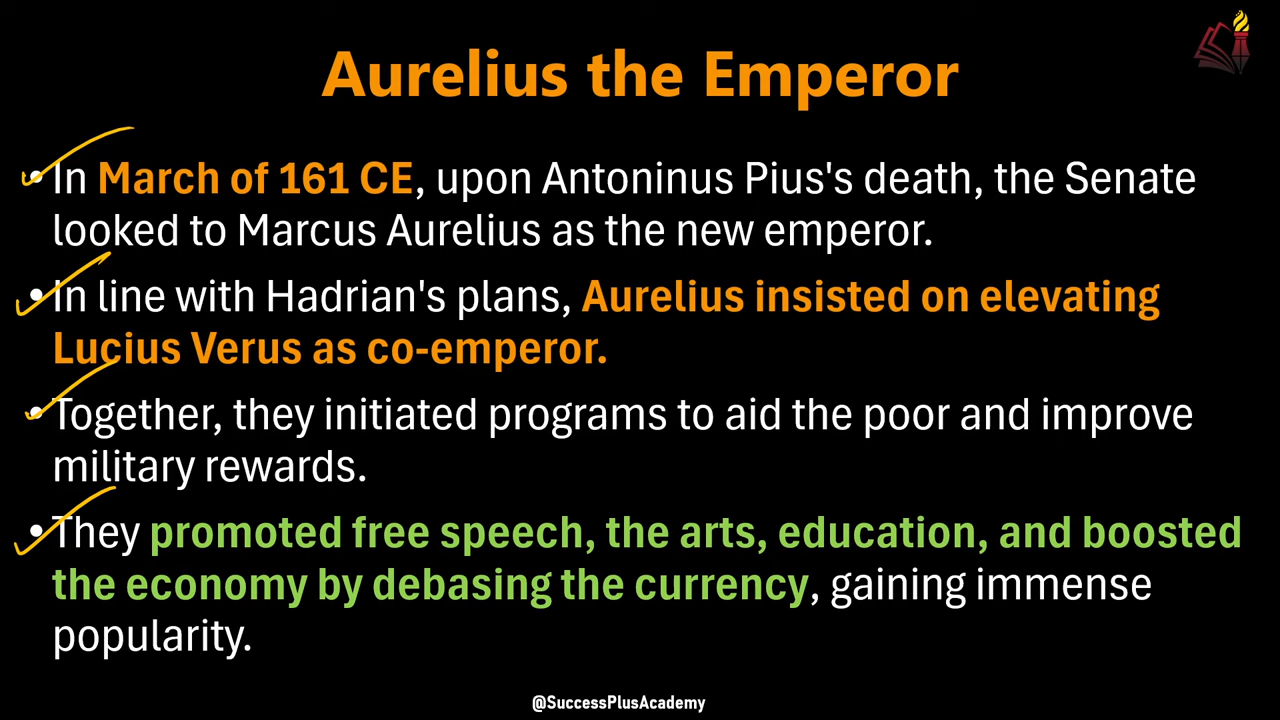 Aurelius the Emperor
• In March of 161 CE, upon Antoninus Pius's death, the Senate
looked to Marcus Aurelius as the new emperor.
• In line with Hadrian's plans, Aurelius insisted on elevating
Lucius Verus as co-emperor.
• Together, they initiated programs to aid the poor and improve
military rewards.
• They promoted free speech, the arts, education, and boosted
the economy by debasing the currency, gaining immense
popularity.
@SuccessPlusAcademy